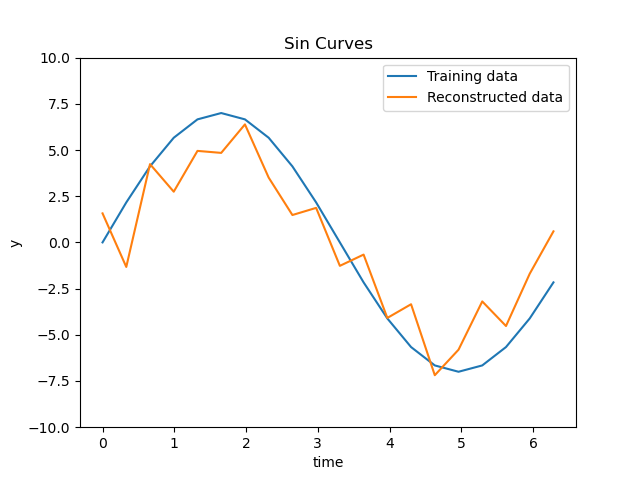 Sin Curves
Training data
Reconstructed data
10.0
7.5
5.0
2.5
0.0
−2.5
−5.0
−7.5
−10.0
y
0 1 2 3 4 5 6
time